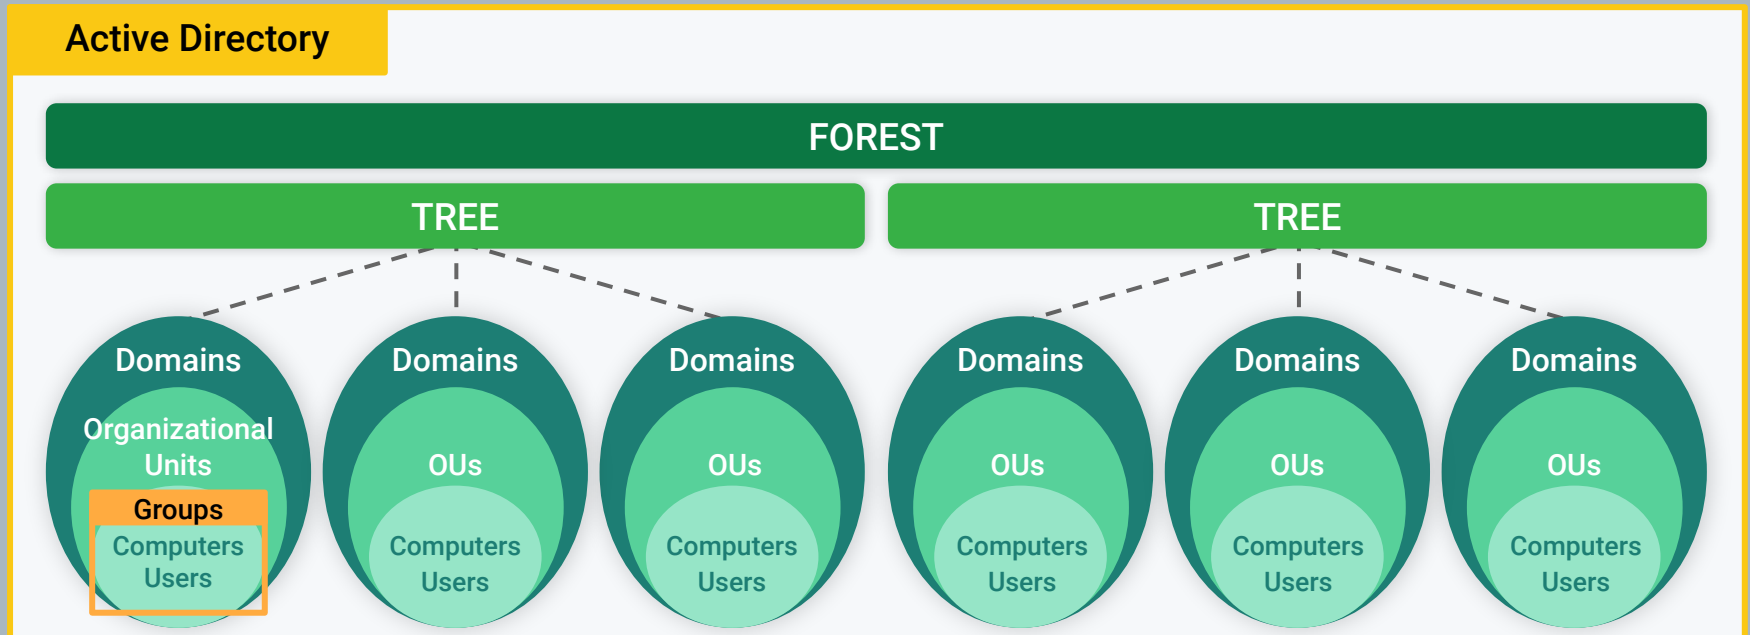 Active Directory
FOREST
TREE
TREE
Domains
Organizational
Units
Groups
Computers
Users
Domains
OUs
Computers
Users
Domains
OUs
Computers
Users
Domains
OUs
Computers
Users
Domains
OUs
Computers
Users
Domains
OUs
Computers
Users